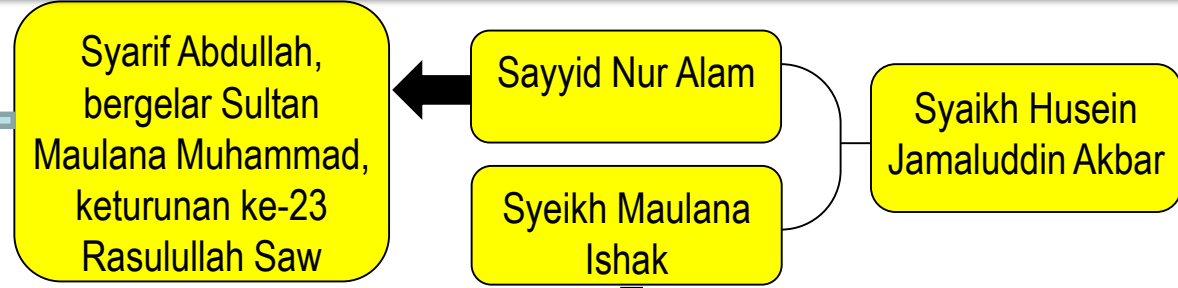 Syarif Abdullah,
bergelar Sultan
Maulana Muhammad,
keturunan ke-23
Rasulullah Saw
Sayyid Nur Alam
Syeikh Maulana
Ishak
Syaikh Husein
Jamaluddin Akbar